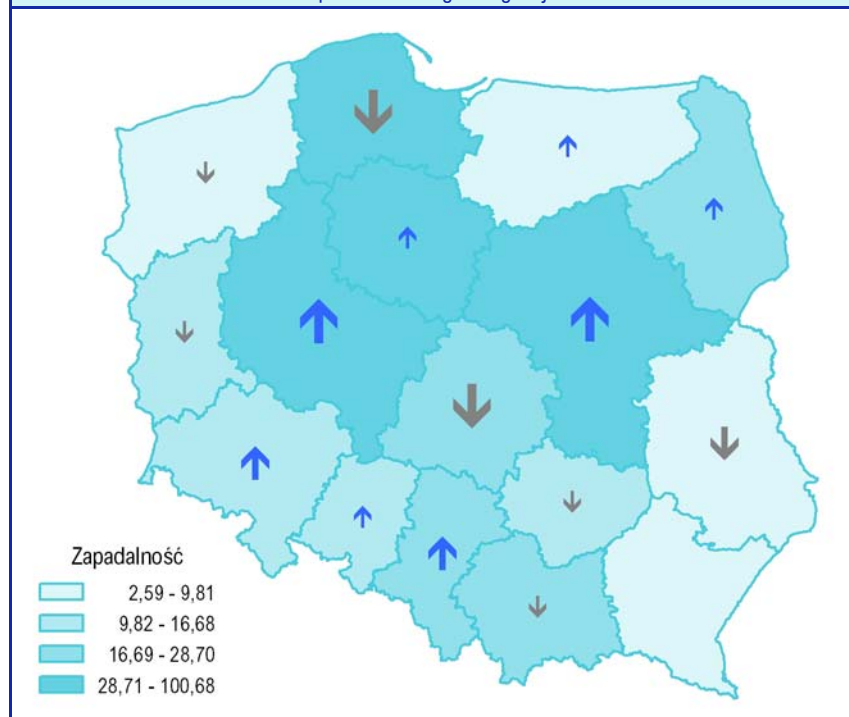 Zapadalność
2,59 - 9,81
9,82 - 16,68
16,69 - 28,70
28,71 - 100,68